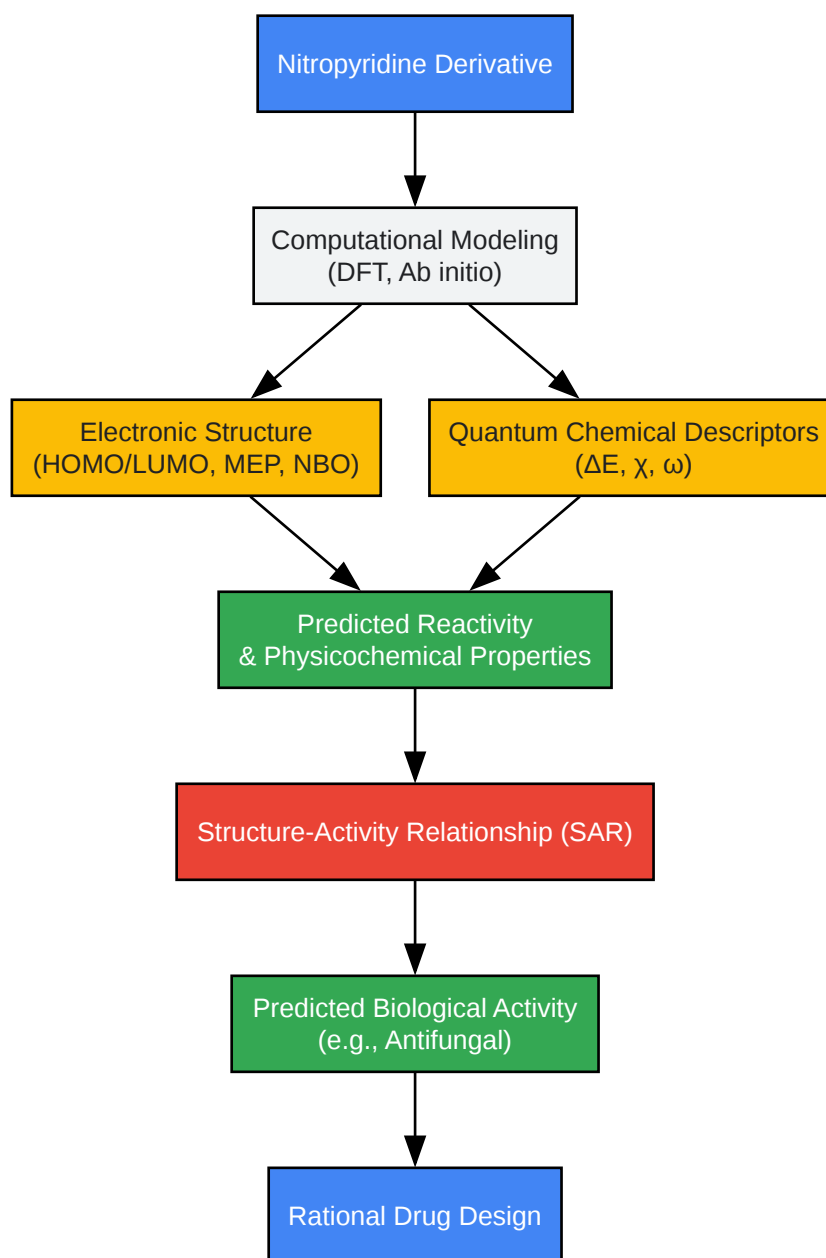 Nitropyridine Derivative
Computational Modeling
(DFT, Ab initio)
Electronic Structure
(HOMO/LUMO, MEP, NBO)
Quantum Chemical Descriptors
(ΔE, χ, ω)
Predicted Reactivity
& Physicochemical Properties
Structure-Activity Relationship (SAR)
Predicted Biological Activity
(e.g., Antifungal)
Rational Drug Design